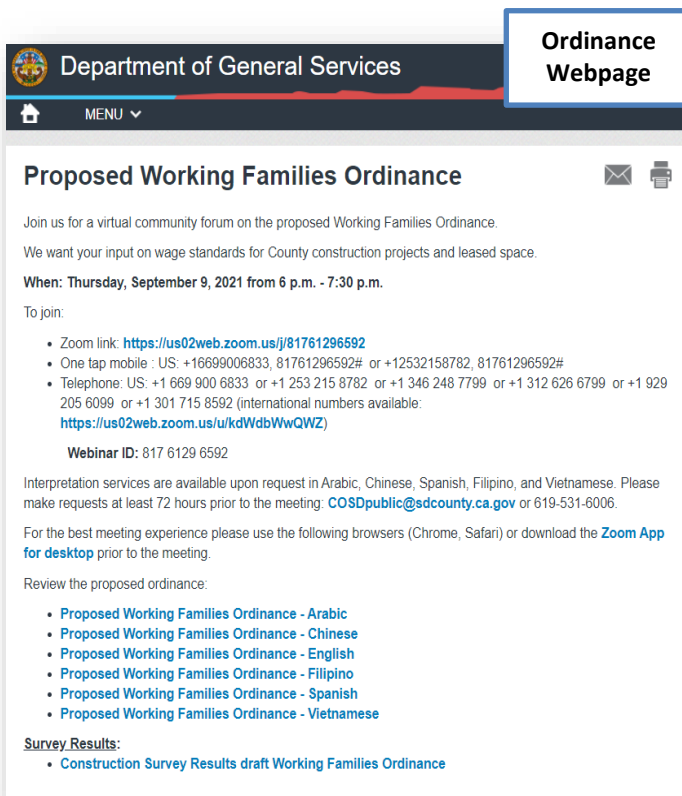 Ordinance
Webpage
Department of General Services
MENU
Proposed Working Families Ordinance
Join us for a virtual community forum on the proposed Working Families Ordinance.
We want your input on wage standards for County construction projects and leased space.
When: Thursday, September 9, 2021 from 6 p.m. - 7:30 p.m.
To join:
• Zoom link: https://us02web.zoom.us/j/81761296592
• One tap mobile : US: +16699006833, 81761296592# or +12532158782, 81761296592#
• Telephone: US: +1 669 900 6833 or +1 253 215 8782 or +1 346 248 7799 or +1 312 626 6799 or +1 929
205 6099 or +1 301 715 8592 (international numbers available:
https://us02web.zoom.us/u/kdWdbWwQWZ)
Webinar ID: 817 6129 6592
Interpretation services are available upon request in Arabic, Chinese, Spanish, Filipino, and Vietnamese. Please
make requests at least 72 hours prior to the meeting: COSDpublic@sdcounty.ca.gov or 619-531-6006.
For the best meeting experience please use the following browsers (Chrome, Safari) or download the Zoom App
for desktop prior to the meeting.
Review the proposed ordinance:
• Proposed Working Families Ordinance - Arabic
• Proposed Working Families Ordinance - Chinese
• Proposed Working Families Ordinance - English
• Proposed Working Families Ordinance - Filipino
• Proposed Working Families Ordinance - Spanish
• Proposed Working Families Ordinance - Vietnamese
Survey Results:
• Construction Survey Results draft Working Families Ordinance